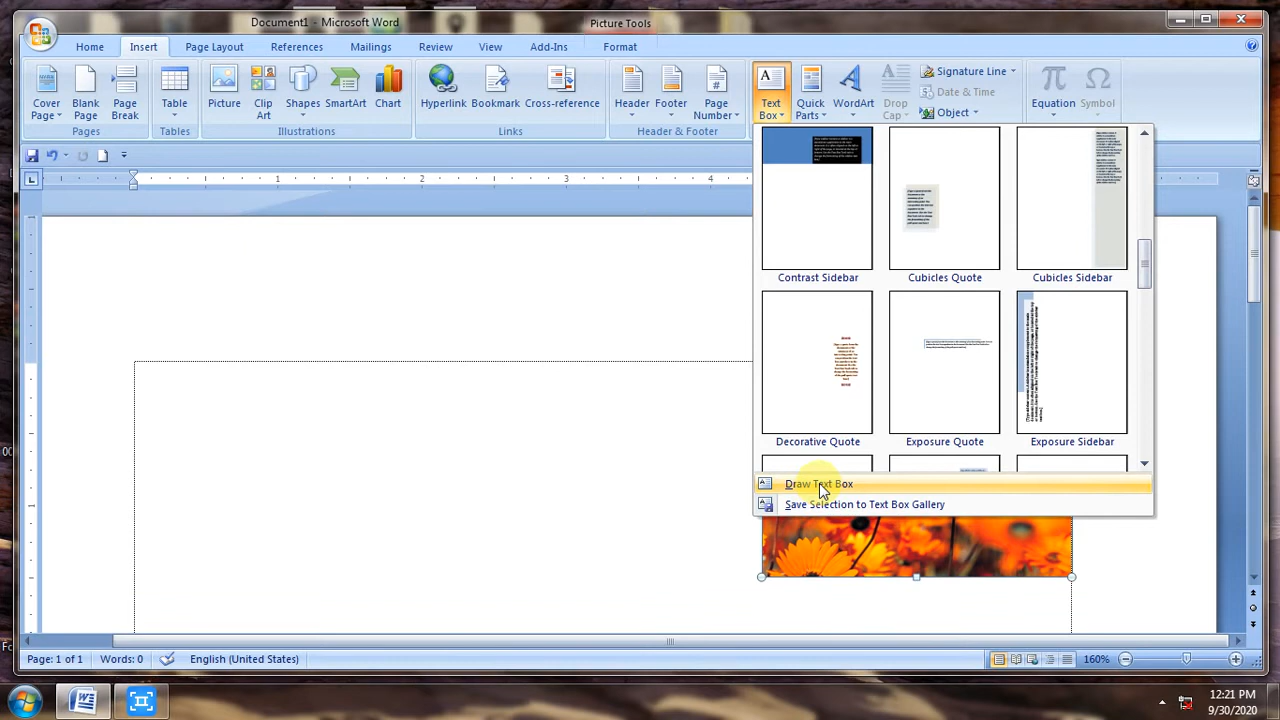 Document1 - Microsoft Word
Picture Tools
Home
Insert
Page Layout
References
Mailings
Review
View
Add-Ins
Format
Cover Page
Blank Page
Page Break
Table
Picture
Clip Art
Shapes
SmartArt
Chart
Hyperlink
Bookmark
Cross-reference
Header
Footer
Page Number
Text Box
Quick Parts
WordArt
Drop Cap
Signature Line
Date & Time
Object
Equation
Symbol
Pages
Tables
Illustrations
Links
Header & Footer
1
2
3
4
Contrast Sidebar
Cubicles Quote
Cubicles Sidebar
Decorative Quote
Exposure Quote
Exposure Sidebar
Draw Text Box
Save Selection to Text Box Gallery
Page: 1 of 1
Words: 0
English (United States)
160%
12:21 PM
9/30/2020